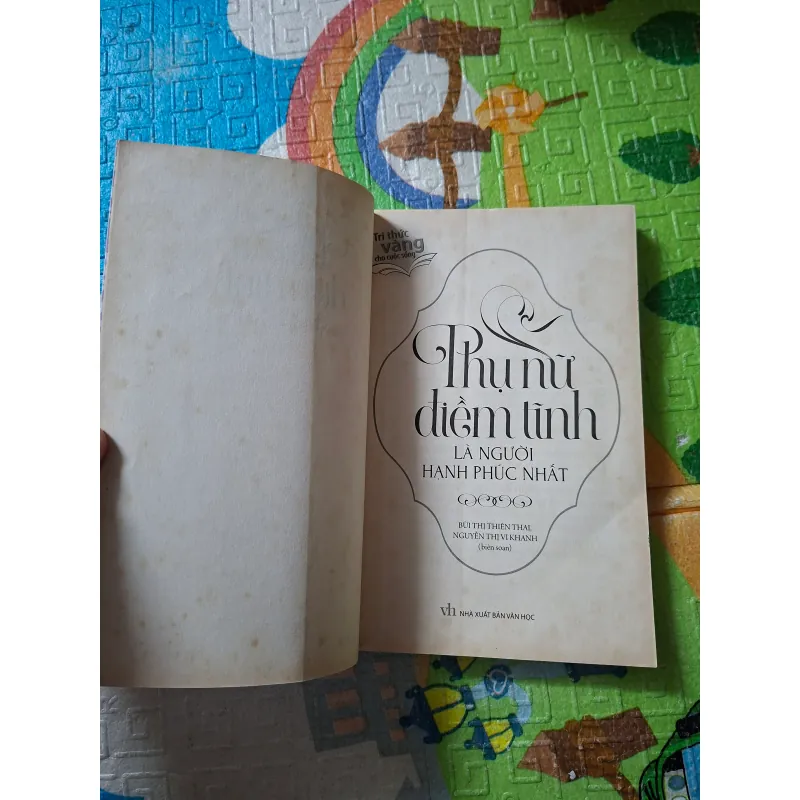 Trí thức
vàng
cho cuộc sống
Phụ nữ
điềm tĩnh
LÀ NGƯỜI
HẠNH PHÚC NHẤT
BÙI THỊ THIÊN THAI,
NGUYỄN THỊ VI KHANH
(biên soạn)
vh NHÀ XUẤT BẢN VĂN HỌC